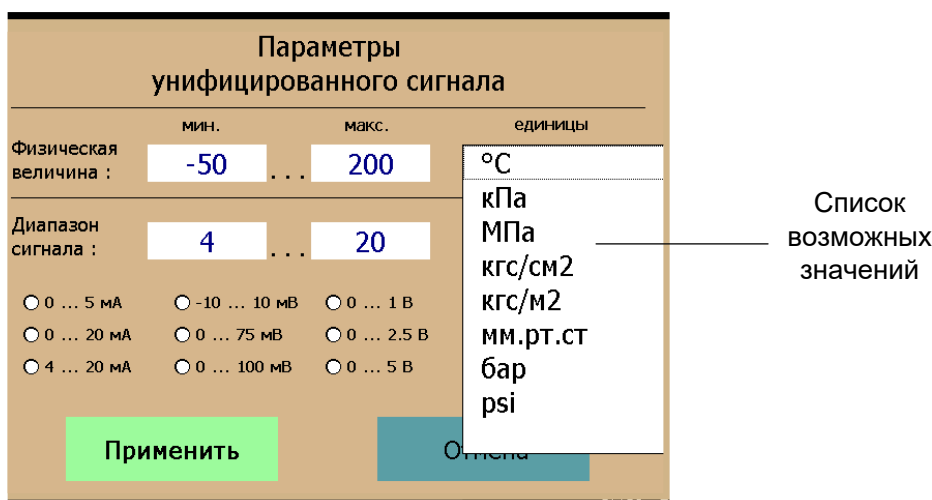 Параметры
унифицированного сигнала
мин.
макс.
единицы
Физическая
величина :
-50
...
200
Диапазон
сигнала :
4
...
20
0 ... 5 мА
-10 ... 10 мВ
0 ... 1 В
0 ... 20 мА
0 ... 75 мВ
0 ... 2.5 В
4 ... 20 мА
0 ... 100 мВ
0 ... 5 В
°C
кПа
МПа
кгс/см2
кгс/м2
мм.рт.ст
бар
psi
Применить
Отмена
Список
возможных
значений